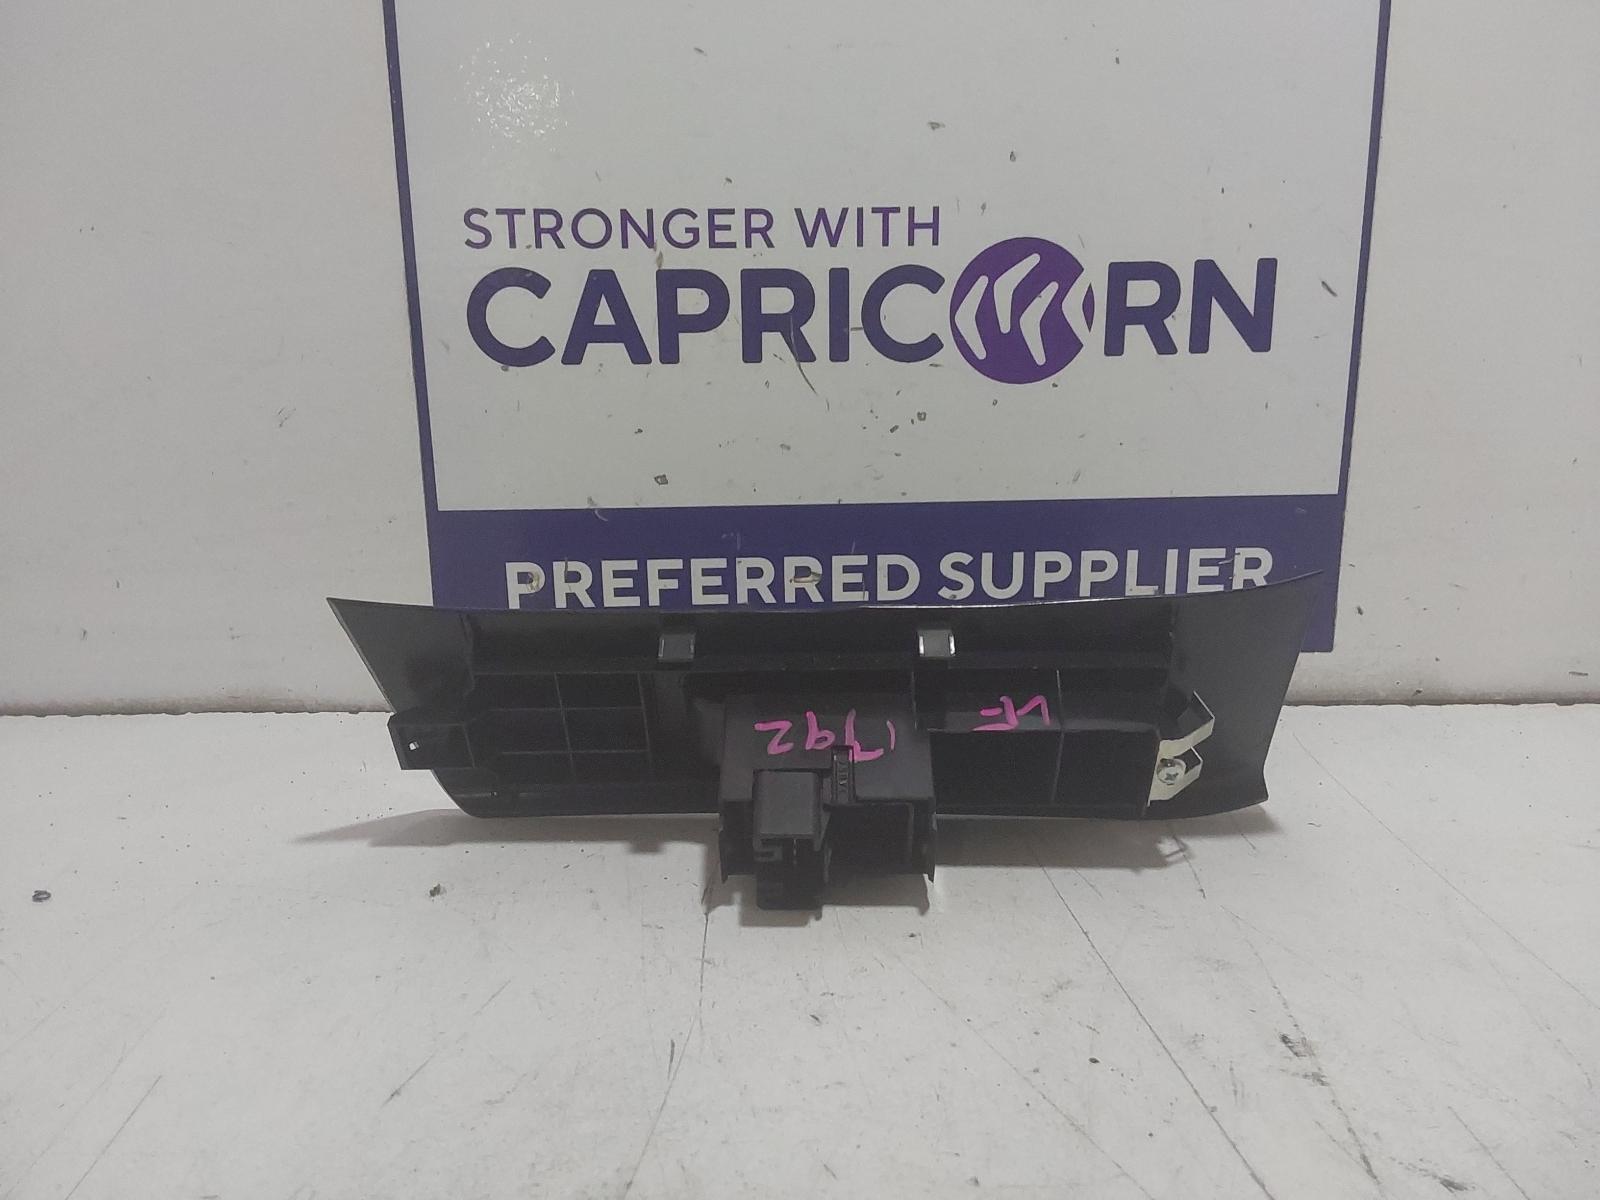 STRONGER WITH
CAPRICORN
PREFERRED SUPPLIER
LF 1792